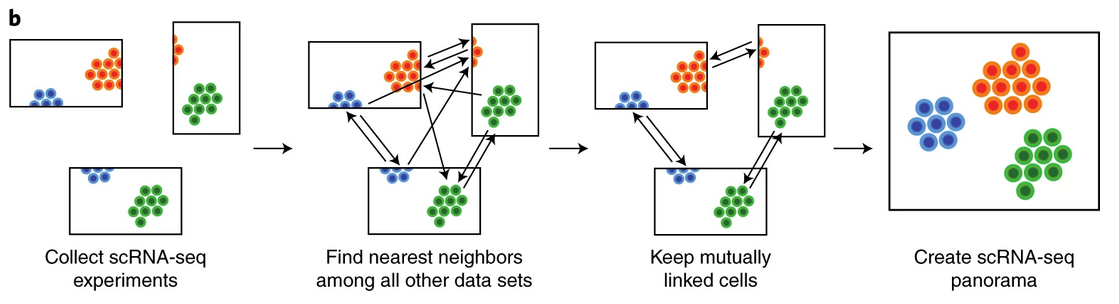 b
Collect scRNA-seq
experiments
Find nearest neighbors
among all other data sets
Keep mutually
linked cells
Create scRNA-seq
panorama